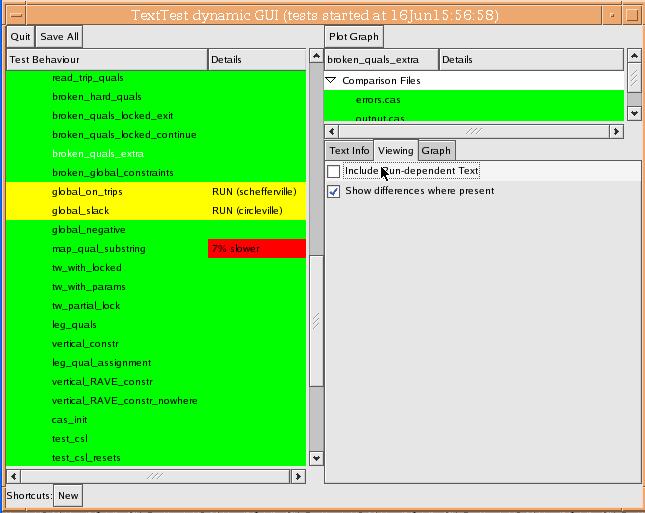 TextTest dynamic GUI (tests started at 16Jun15:56:58)
Quit Save All
Plot Graph
Test Behaviour Details
broken_quals_extra Details
read_trip_quals
broken_hard_quals
broken_quals_locked_exit
broken_quals_locked_continue
broken_quals_extra
broken_global_constraints
global_on_trips RUN (schefferville)
global_slack RUN (circleville)
global_negative
map_qual_substring 7% slower
tw_with_locked
tw_with_params
tw_partial_lock
leg_quals
vertical_constr
leg_qual_assignment
vertical_RAVE_constr
vertical_RAVE_constr_nowhere
cas_init
test_csl
test_csl_resets
Comparison Files
errors.cas
output.cas
Text Info Viewing Graph
Include Run-dependent Text
Show differences where present
Shortcuts: New